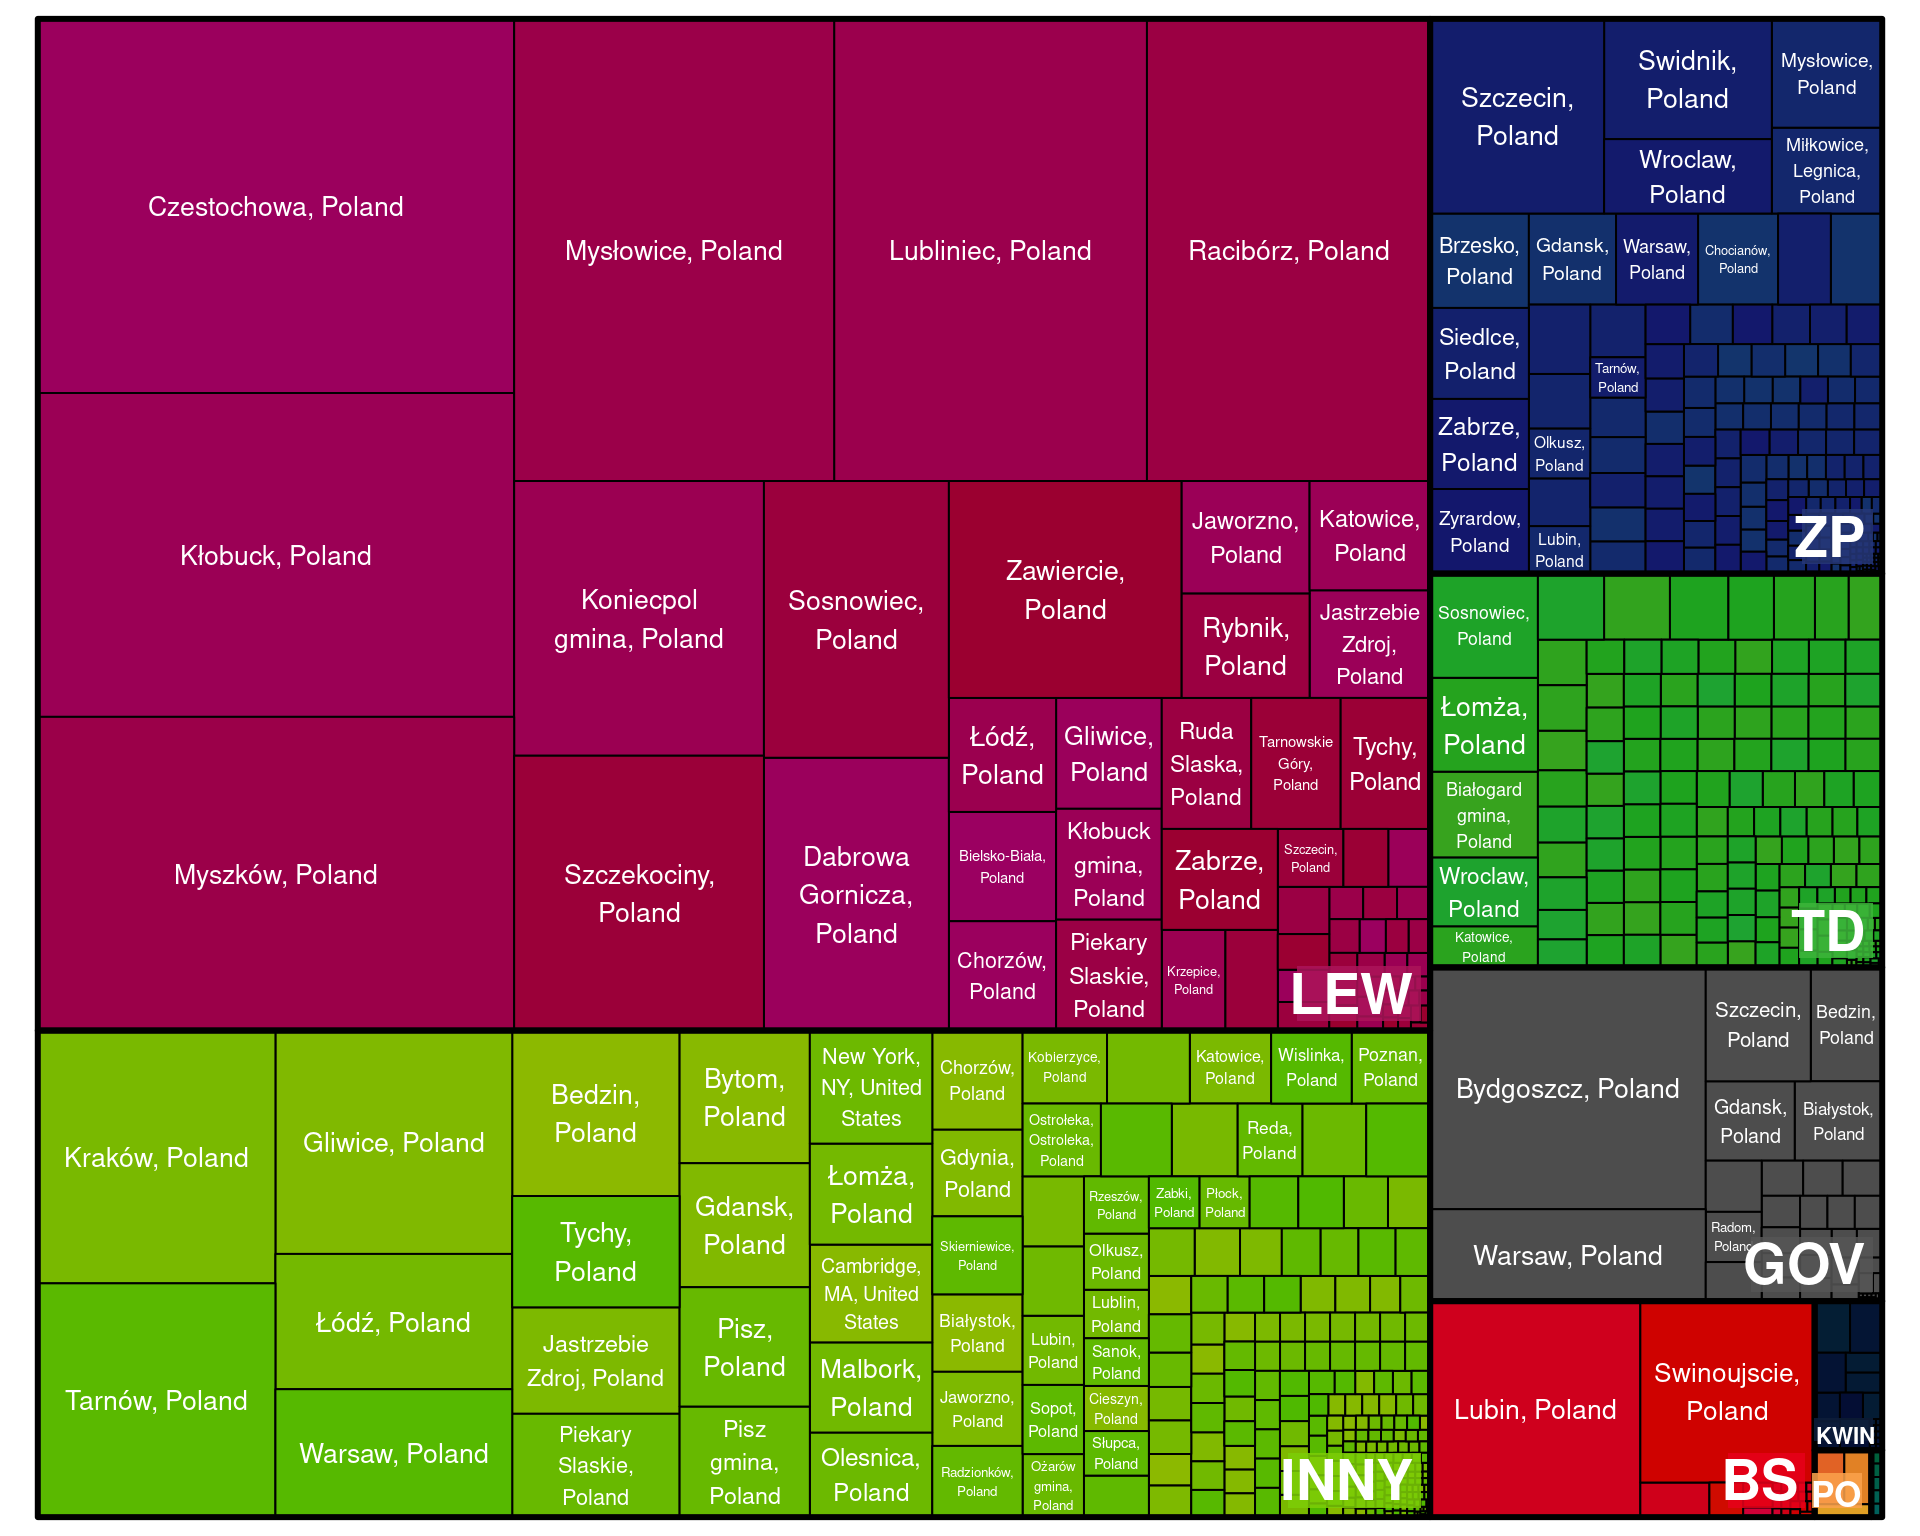 Czestochowa, Poland
Kłobuck, Poland
Myszków, Poland
Mysłowice, Poland
Lubliniec, Poland
Racibórz, Poland
Koniecpol
gmina, Poland
Szczekociny,
Poland
Sosnowiec,
Poland
Dabrowa
Gornicza,
Poland
Zawiercie,
Poland
Jaworzno,
Poland
Katowice,
Poland
Rybnik,
Poland
Jastrzebie
Zdroj,
Poland
Łódź,
Poland
Bielsko-Biała,
Poland
Chorzów,
Poland
Gliwice,
Poland
Kłobuck
gmina,
Poland
Piekary
Slaskie,
Poland
Ruda
Slaska,
Poland
Tarnowskie
Góry,
Poland
Tychy,
Poland
Zabrze,
Poland
Szczecin,
Poland
Krzepice,
Poland
LEW
Kraków, Poland
Tarnów, Poland
Gliwice, Poland
Łódź, Poland
Warsaw, Poland
Bedzin,
Poland
Tychy,
Poland
Jastrzebie
Zdroj, Poland
Piekary
Slaskie,
Poland
Bytom,
Poland
Gdansk,
Poland
Pisz,
Poland
Pisz
gmina,
Poland
New York,
NY, United
States
Łomża,
Poland
Cambridge,
MA, United
States
Malbork,
Poland
Olesnica,
Poland
Chorzów,
Poland
Gdynia,
Poland
Skierniewice,
Poland
Białystok,
Poland
Jaworzno,
Poland
Radzionków,
Poland
Kobierzyce,
Poland
Katowice,
Poland
Wislinka,
Poland
Poznan,
Poland
Ostrołeka,
Ostroleka,
Poland
Reda,
Poland
Rzeszów,
Poland
Zabki,
Poland
Płock,
Poland
Olkusz,
Poland
Lublin,
Poland
Lubin,
Poland
Sanok,
Poland
Sopot,
Poland
Cieszyn,
Poland
Słupca,
Poland
Ożarów
gmina,
Poland
INNY
Szczecin,
Poland
Swidnik,
Poland
Mysłowice,
Poland
Wroclaw,
Poland
Miłkowice,
Legnica,
Poland
Brzesko,
Poland
Gdansk,
Poland
Warsaw,
Poland
Chocianów,
Poland
Siedlce,
Poland
Tarnów,
Poland
Zabrze,
Poland
Olkusz,
Poland
Zyrardow,
Poland
Lubin,
Poland
ZP
Sosnowiec,
Poland
Łomża,
Poland
Białogard
gmina,
Poland
Wroclaw,
Poland
Katowice,
Poland
TD
Bydgoszcz, Poland
Warsaw, Poland
Szczecin,
Poland
Bedzin,
Poland
Gdansk,
Poland
Białystok,
Poland
Radom,
Poland
GOV
Lubin, Poland
Swinoujscie,
Poland
BS
KWIN
PO